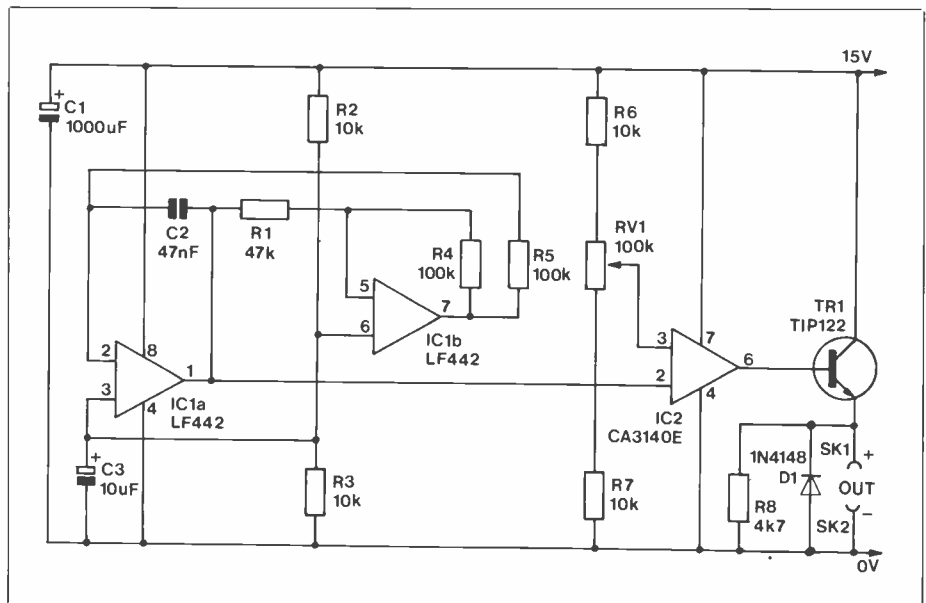 15V
+
C1
1000uF
R2
10k
R6
10k
C2
47nF
R1
47k
R4
100k
R5
100k
RV1
100k
TR1
TIP122
5
6
7
IC1b
LF442
2
3
8
4
1
IC1a
LF442
3
2
7
4
6
IC2
CA3140E
+
C3
10uF
R3
10k
R7
10k
R8
4k7
1N4148
D1
SK1
+
OUT
−
SK2
0V